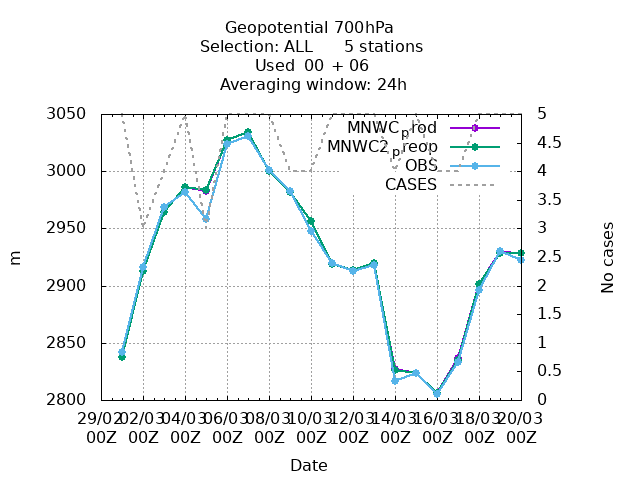 Geopotential 700hPa
Selection: ALL 5 stations
Used 00 + 06
Averaging window: 24h
3050
3000
2950
2900
2850
2800
m
5
4.5
4
3.5
3
2.5
2
1.5
1
0.5
0
No cases
MNWCprod
MNWC2preop
OBS
CASES
29/02 02/03 04/03 06/03 08/03 10/03 12/03 14/03 16/03 18/03 20/03
00Z 00Z 00Z 00Z 00Z 00Z 00Z 00Z 00Z 00Z 00Z
Date